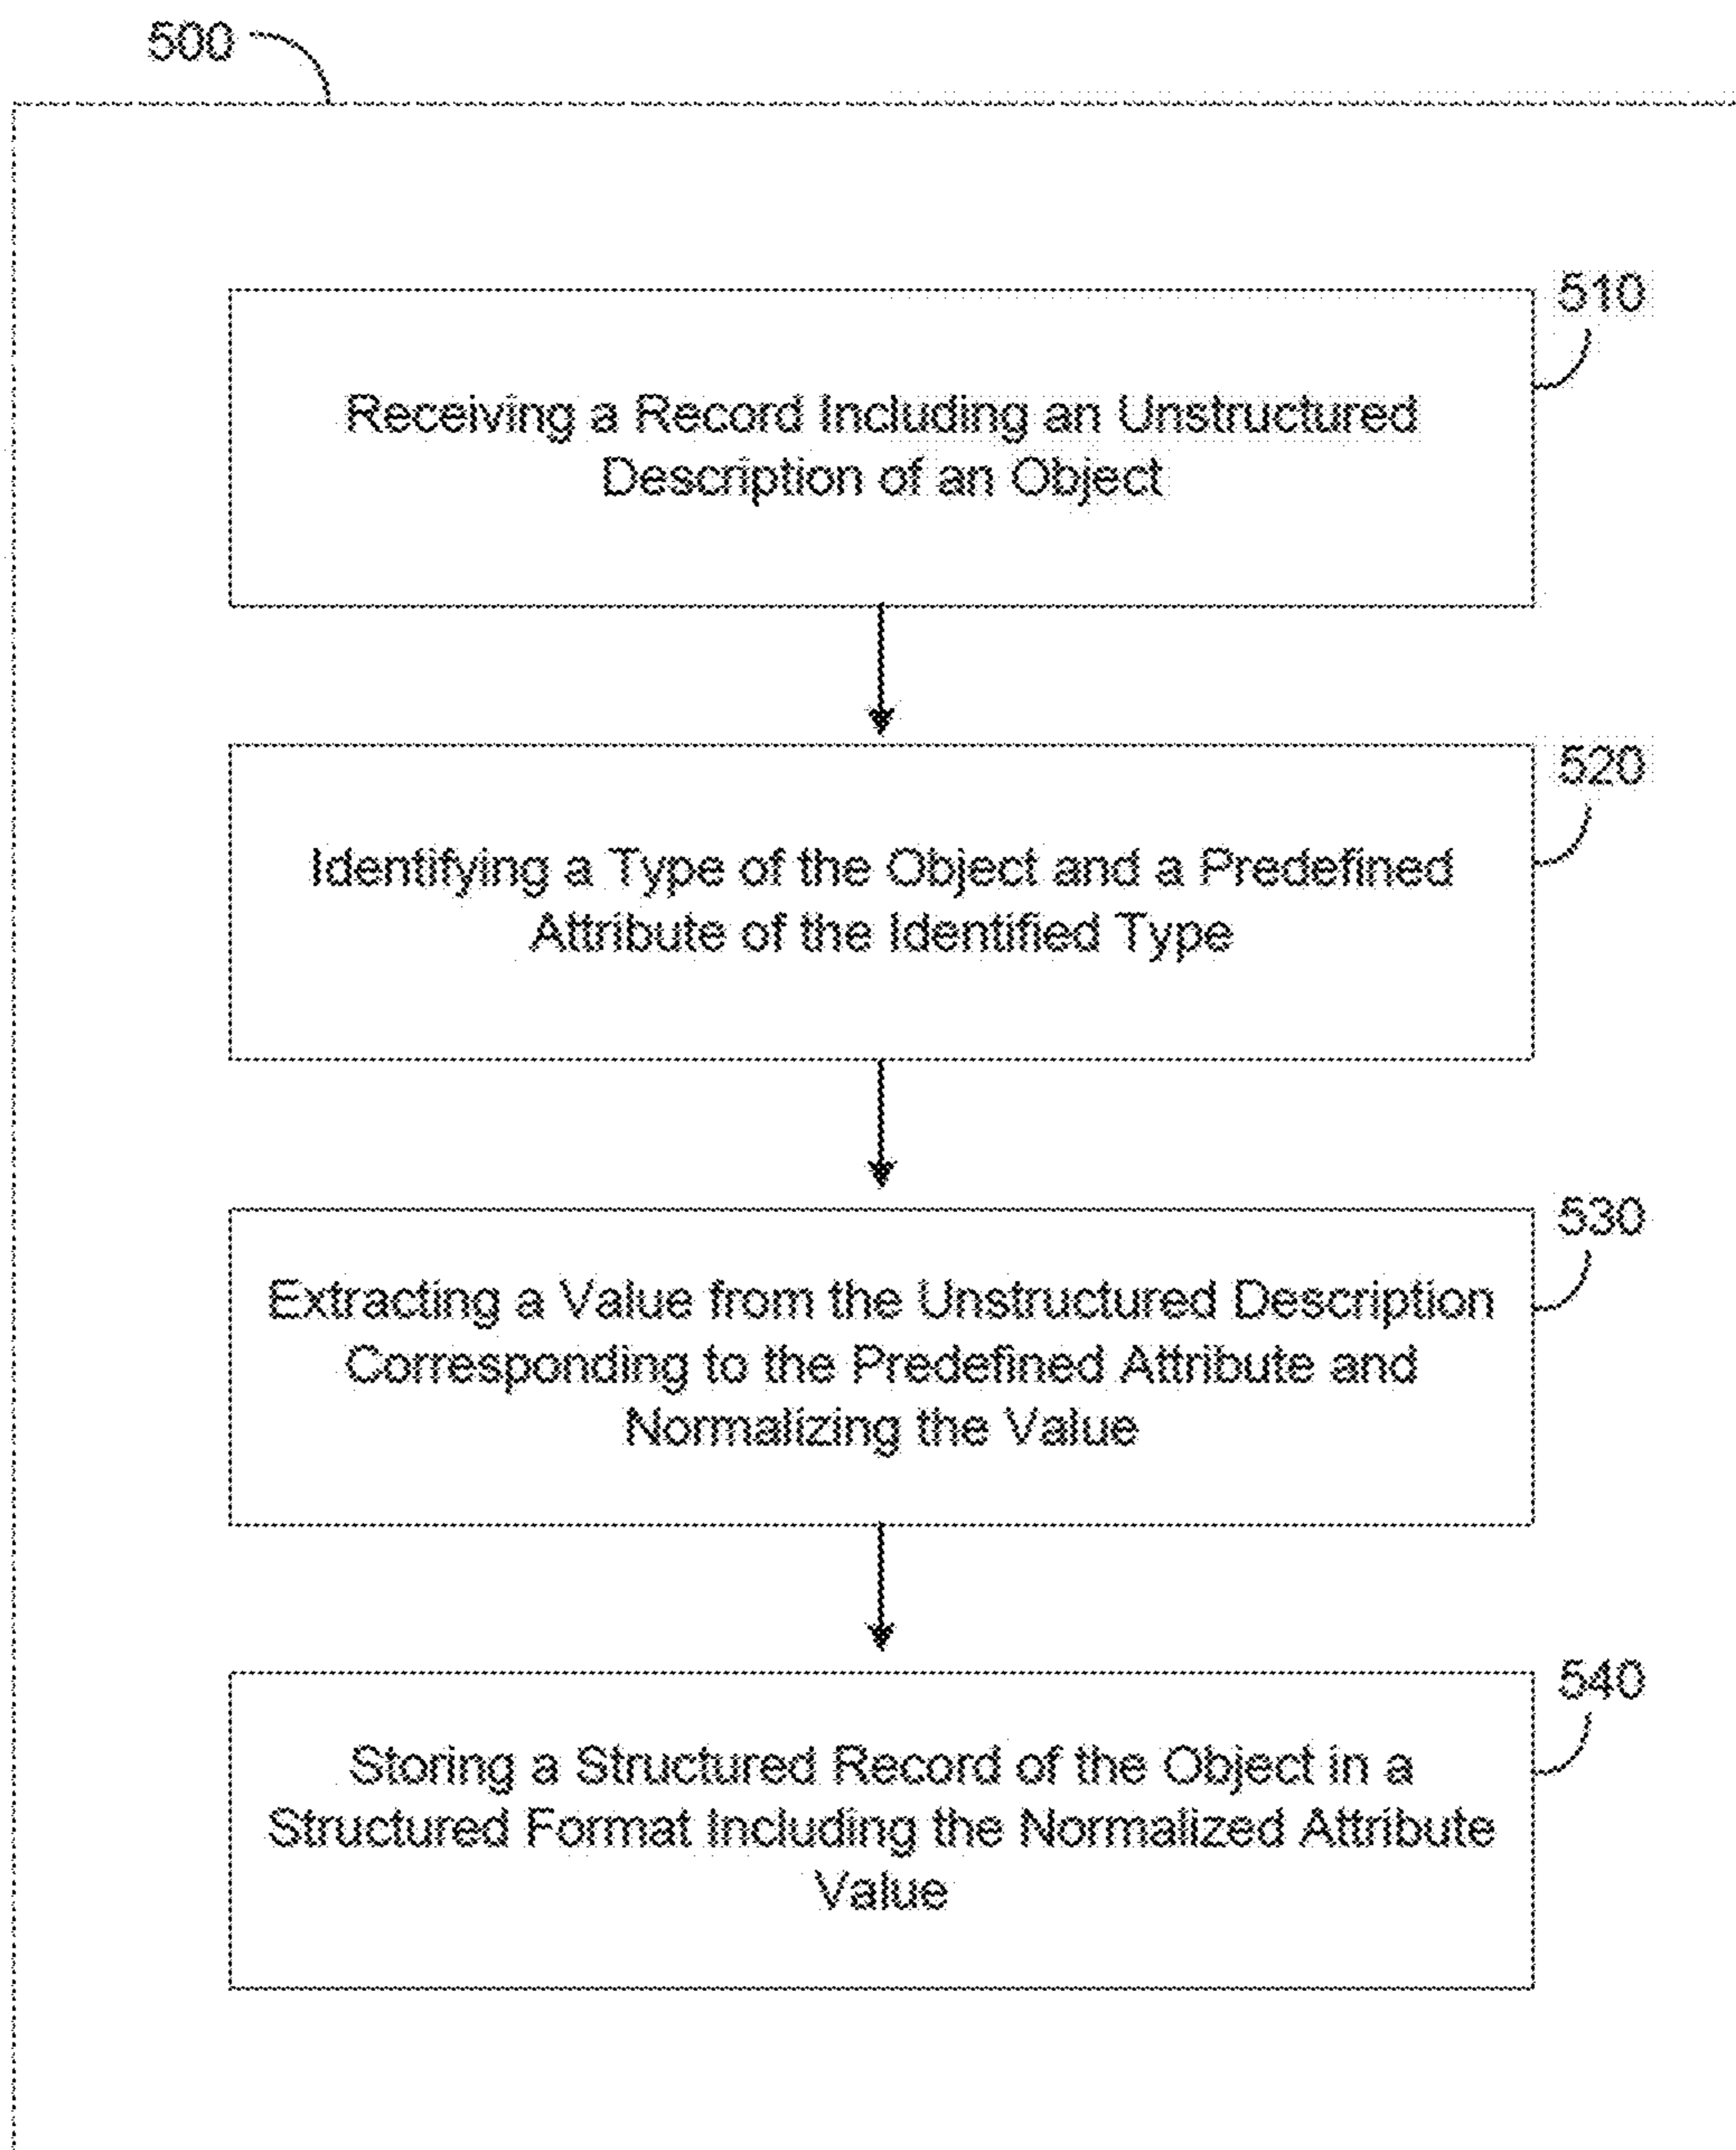 500
510
Receiving a Record Including an Unstructured
Description of an Object
520
Identifying a Type of the Object and a Predefined
Attribute of the Identified Type
530
Extracting a Value from the Unstructured Description
Corresponding to the Predefined Attribute and
Normalizing the Value
540
Storing a Structured Record of the Object in a
Structured Format Including the Normalized Attribute
Value